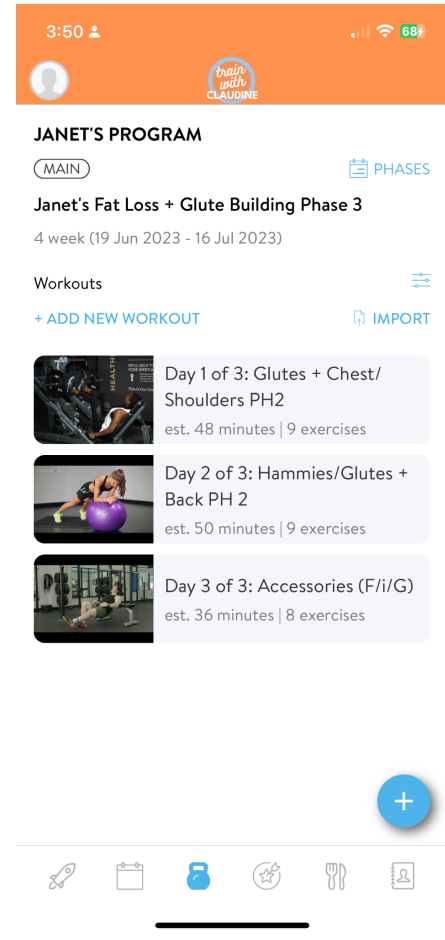 3:50
68
train
with
CLAUDINE
JANET'S PROGRAM
MAIN
PHASES
Janet's Fat Loss + Glute Building Phase 3
4 week (19 Jun 2023 - 16 Jul 2023)
Workouts
+ ADD NEW WORKOUT
IMPORT
HEALTH
Day 1 of 3: Glutes + Chest/
Shoulders PH2
est. 48 minutes | 9 exercises
Day 2 of 3: Hammies/Glutes +
Back PH 2
est. 50 minutes | 9 exercises
Day 3 of 3: Accessories (F/i/G)
est. 36 minutes | 8 exercises
+